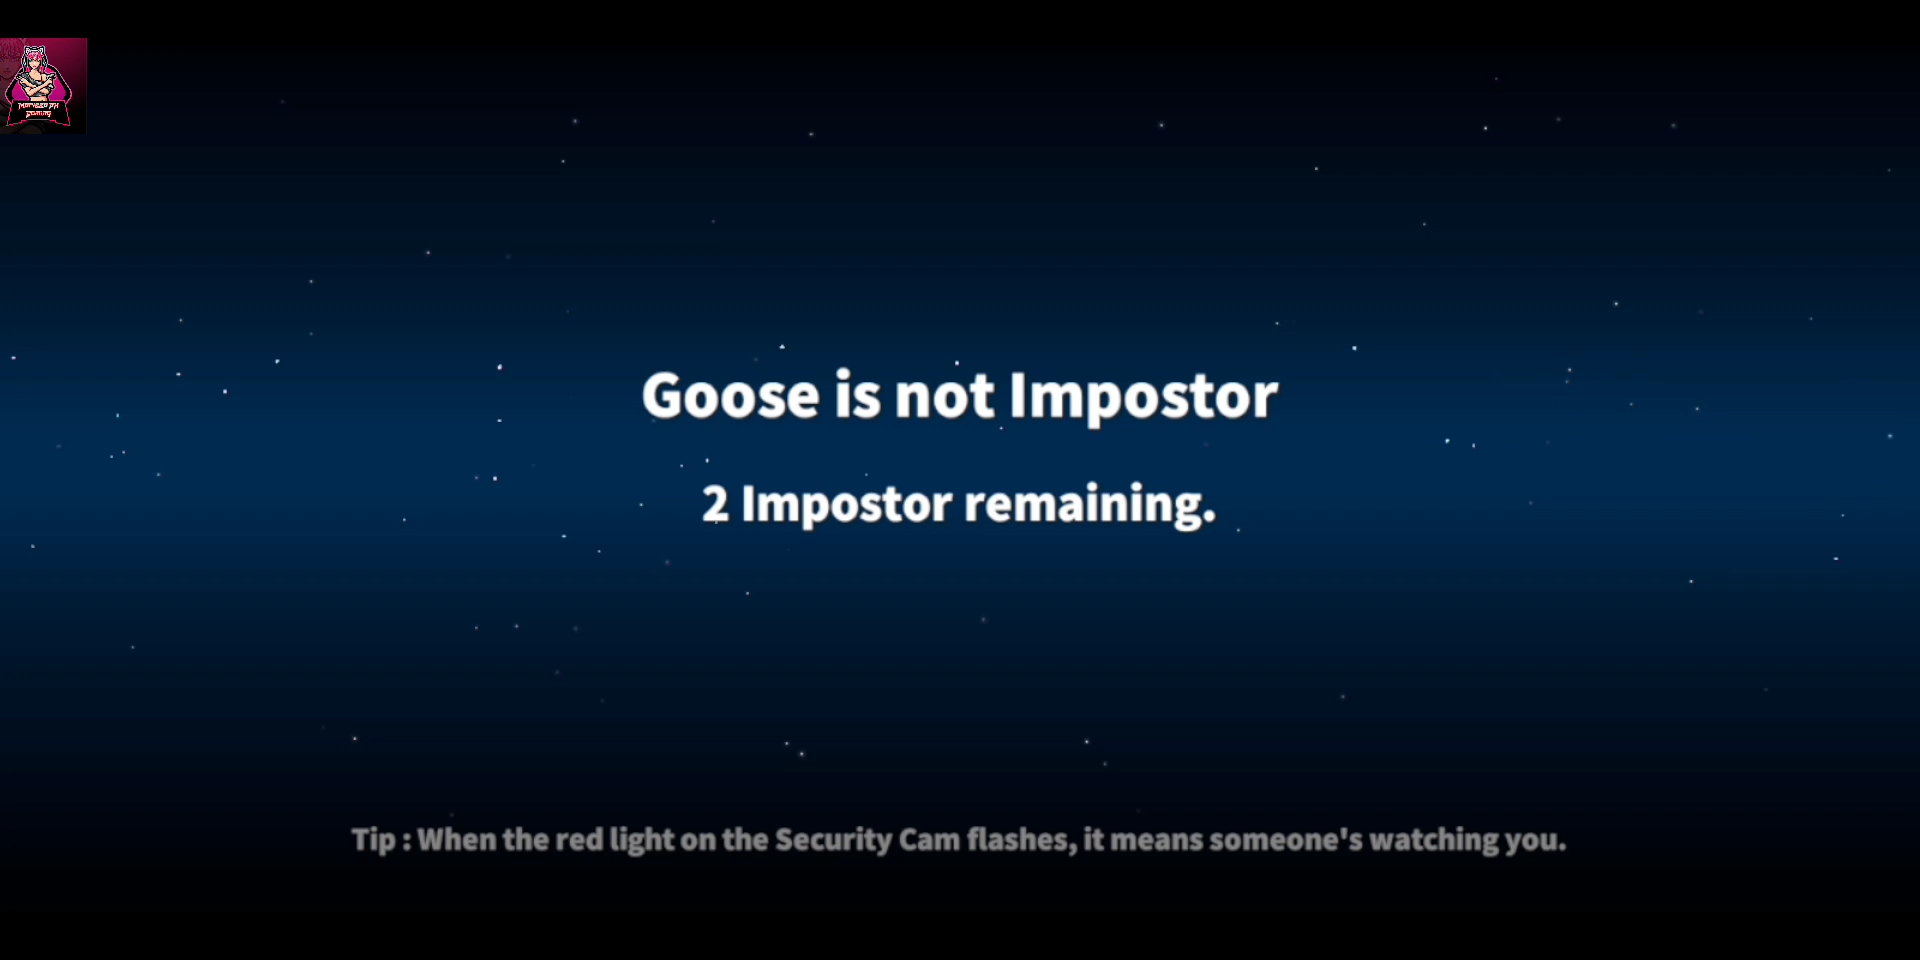 Goose is not Impostor
2 Impostor remaining.
Tip : When the red light on the Security Cam flashes, it means someone's watching you.